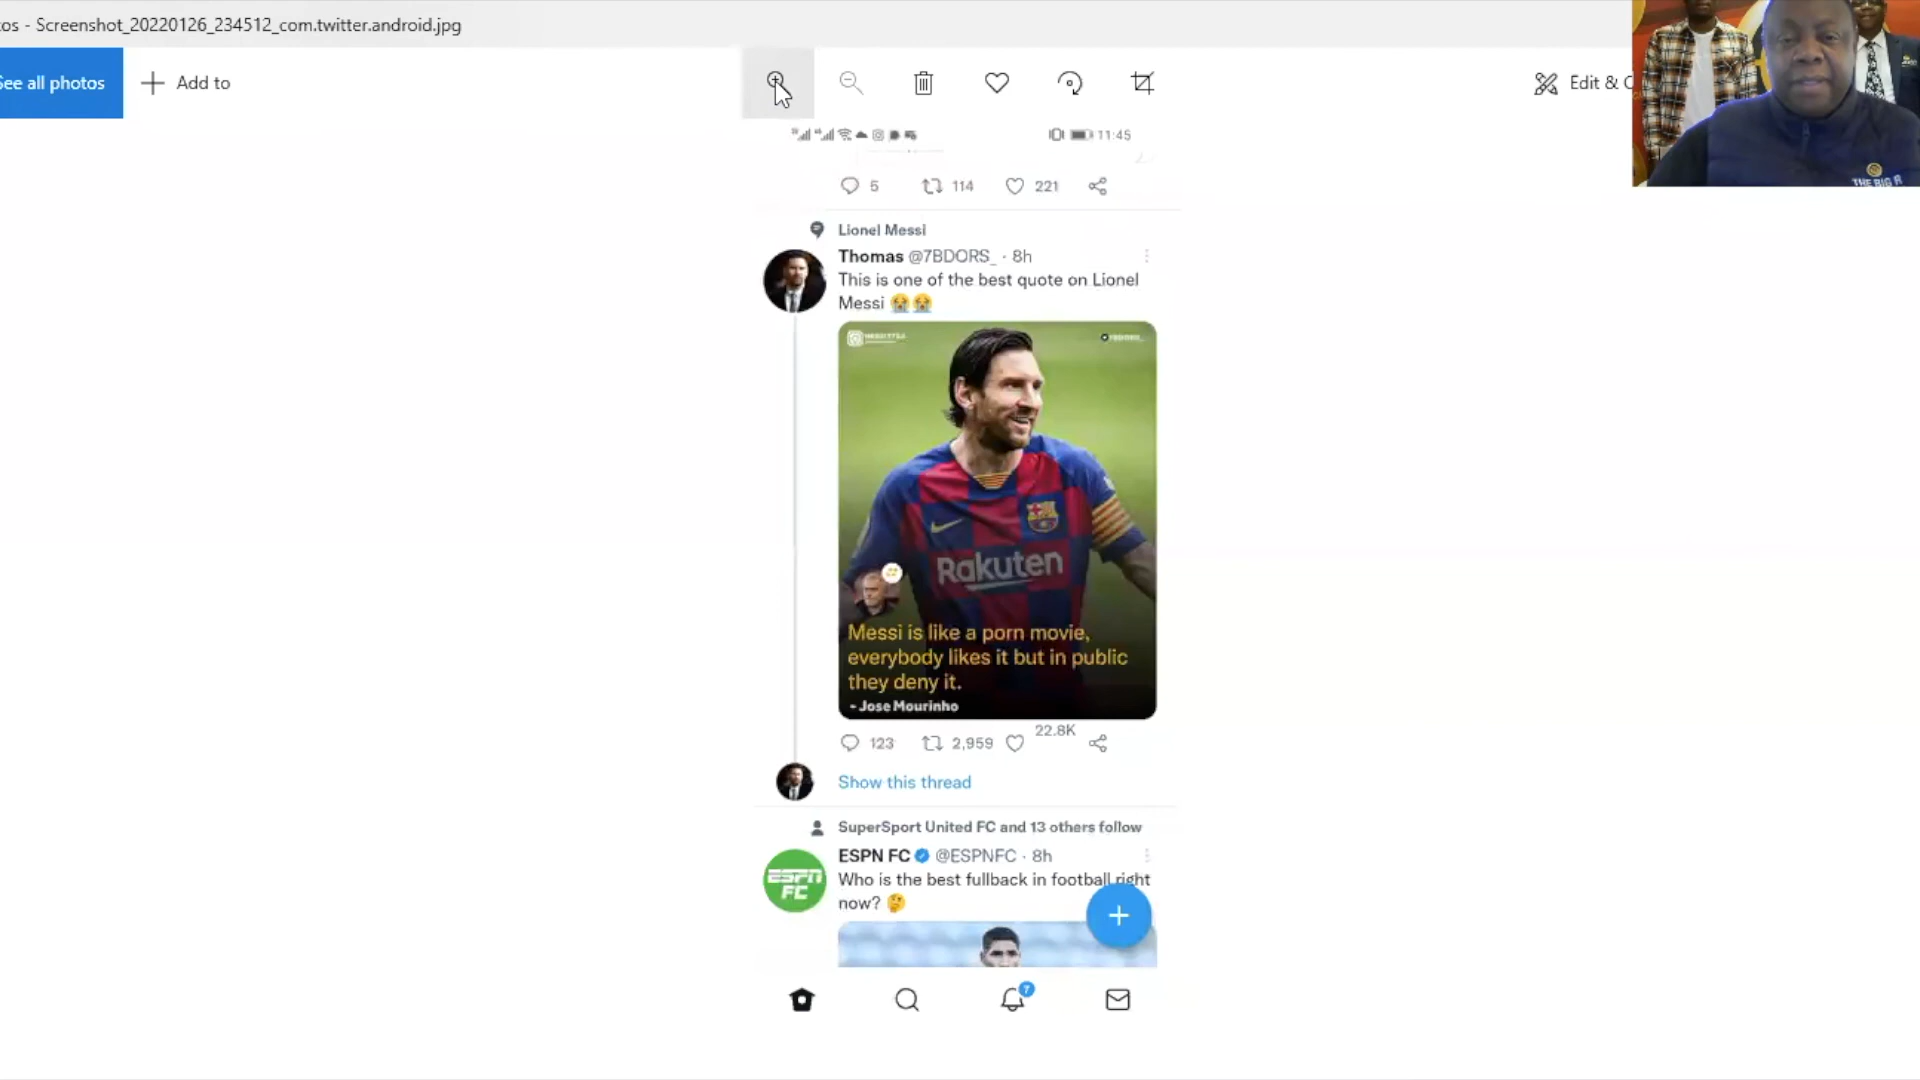 os - Screenshot_20220126_234512_com.twitter.android.jpg
See all photos
Add to
Edit & C
11:45
5 114 221
Lionel Messi
Thomas @7BDORS_ · 8h
This is one of the best quote on Lionel
Messi 😭😭
Rakuten
Messi is like a porn movie,
everybody likes it but in public
they deny it.
- Jose Mourinho
123 2,959 22.8K
Show this thread
SuperSport United FC and 13 others follow
ESPN FC @ESPNFC · 8h
ESPN
FC
Who is the best fullback in football right
now? 🤔
7
THE BIG